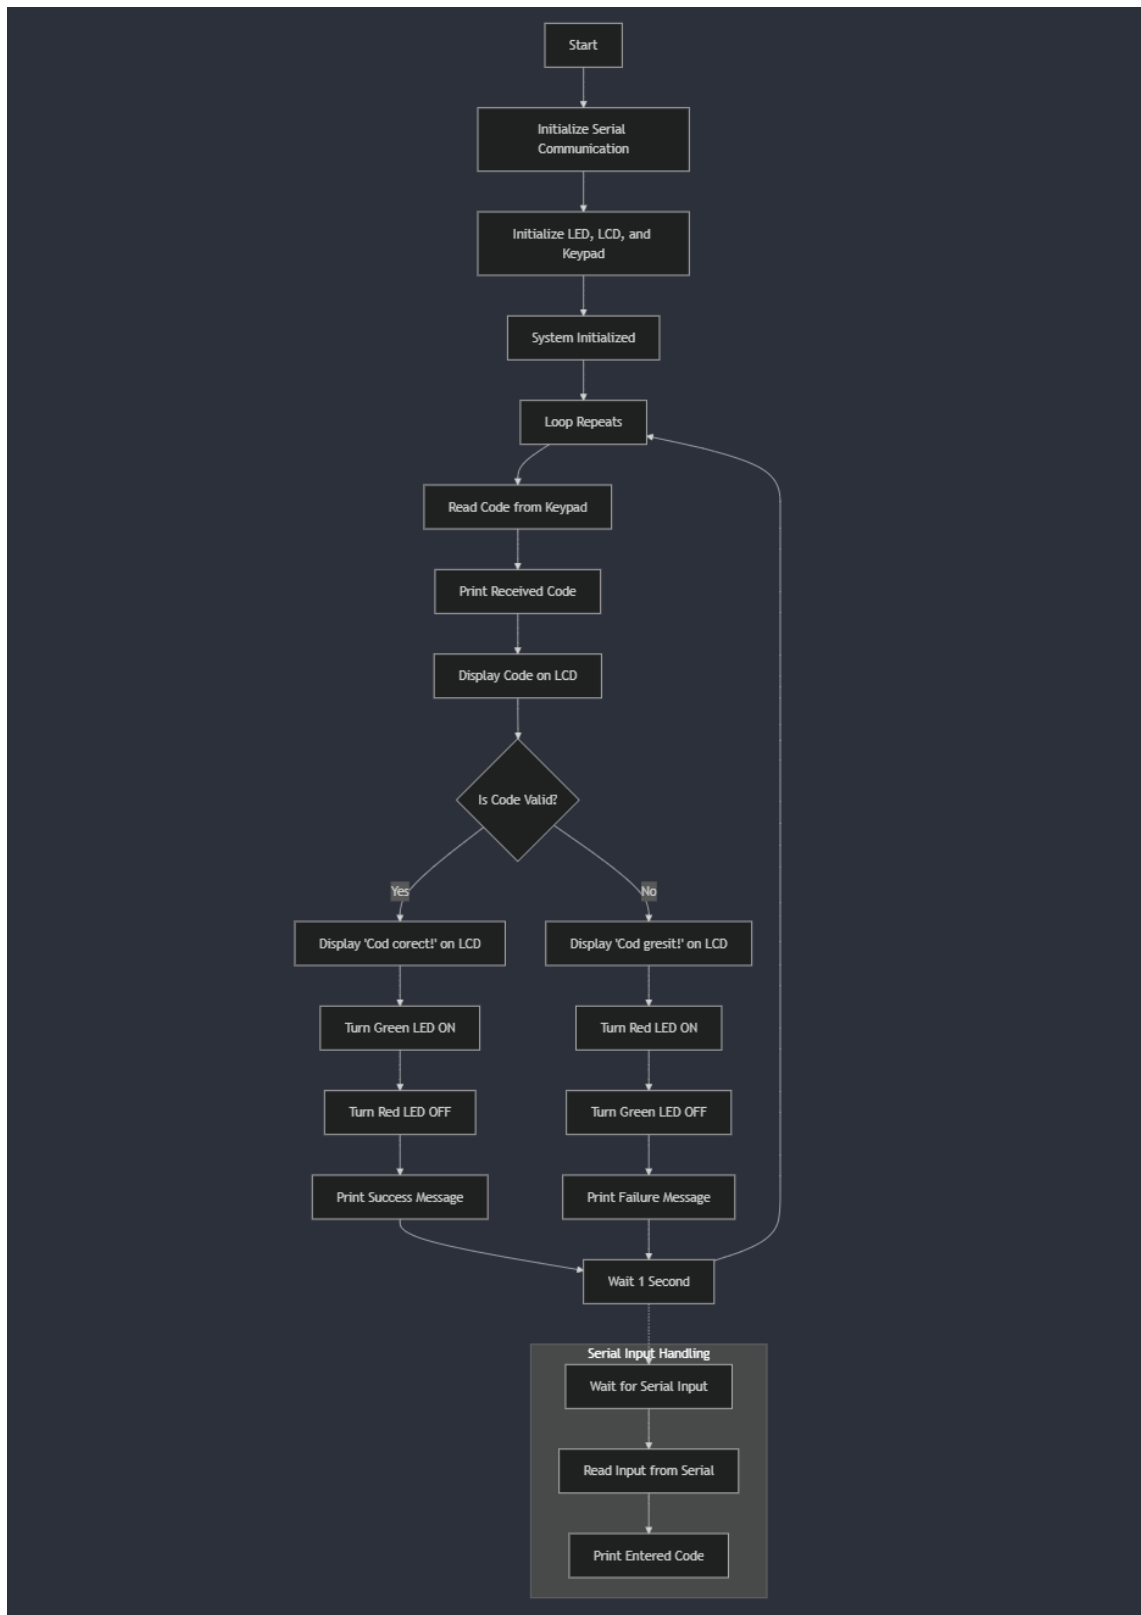 Start
Initialize Serial
Communication
Initialize LED, LCD, and
Keypad
System Initialized
Loop Repeats
Read Code from Keypad
Print Received Code
Display Code on LCD
Is Code Valid?
Yes
No
Display 'Cod corect!' on LCD
Display 'Cod gresit!' on LCD
Turn Green LED ON
Turn Red LED ON
Turn Red LED OFF
Turn Green LED OFF
Print Success Message
Print Failure Message
Wait 1 Second
Serial Input Handling
Wait for Serial Input
Read Input from Serial
Print Entered Code